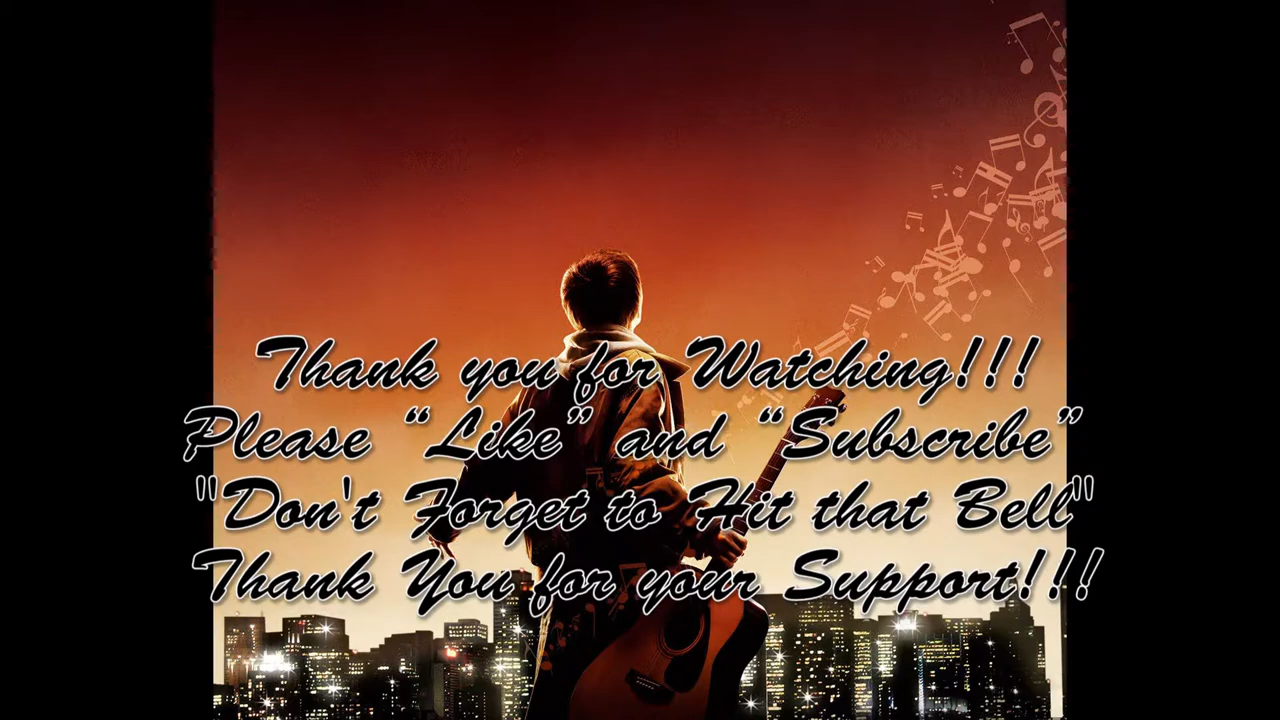 Thank you for Watching!!!
Please “Like” and “Subscribe”
"Don't Forget to Hit that Bell"
Thank You for your Support!!!